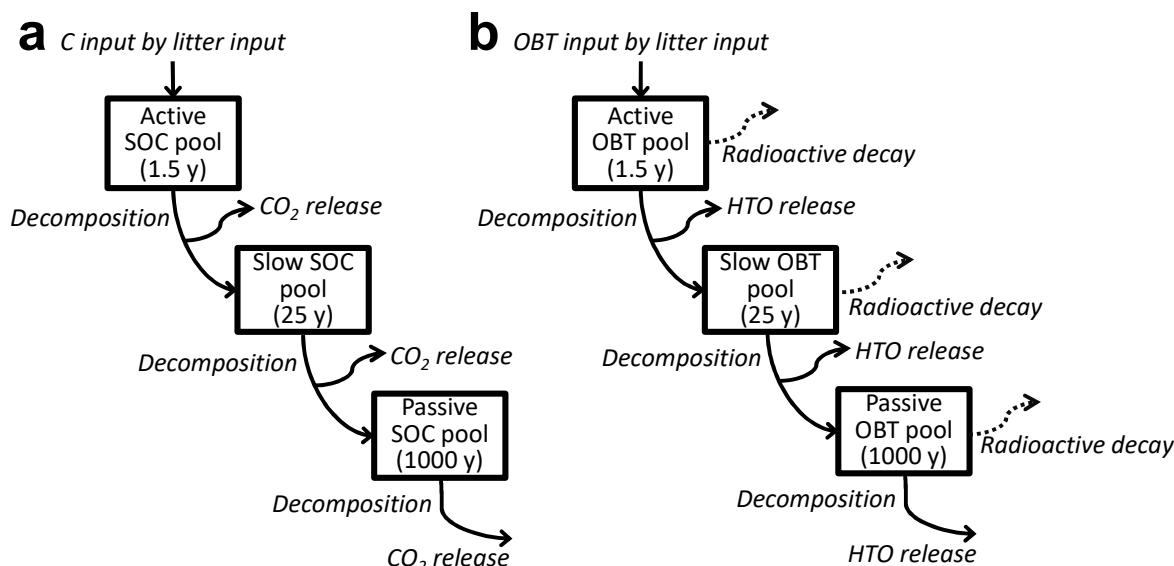 a
C input by litter input
Active
SOC pool
(1.5 y)
Decomposition
CO₂ release
Slow SOC
pool
(25 y)
Decomposition
CO₂ release
Passive
SOC pool
(1000 y)
Decomposition
CO₂ release
b
OBT input by litter input
Active
OBT pool
(1.5 y)
Radioactive decay
Decomposition
HTO release
Slow OBT
pool
(25 y)
Radioactive decay
Decomposition
HTO release
Passive
OBT pool
(1000 y)
Radioactive decay
Decomposition
HTO release